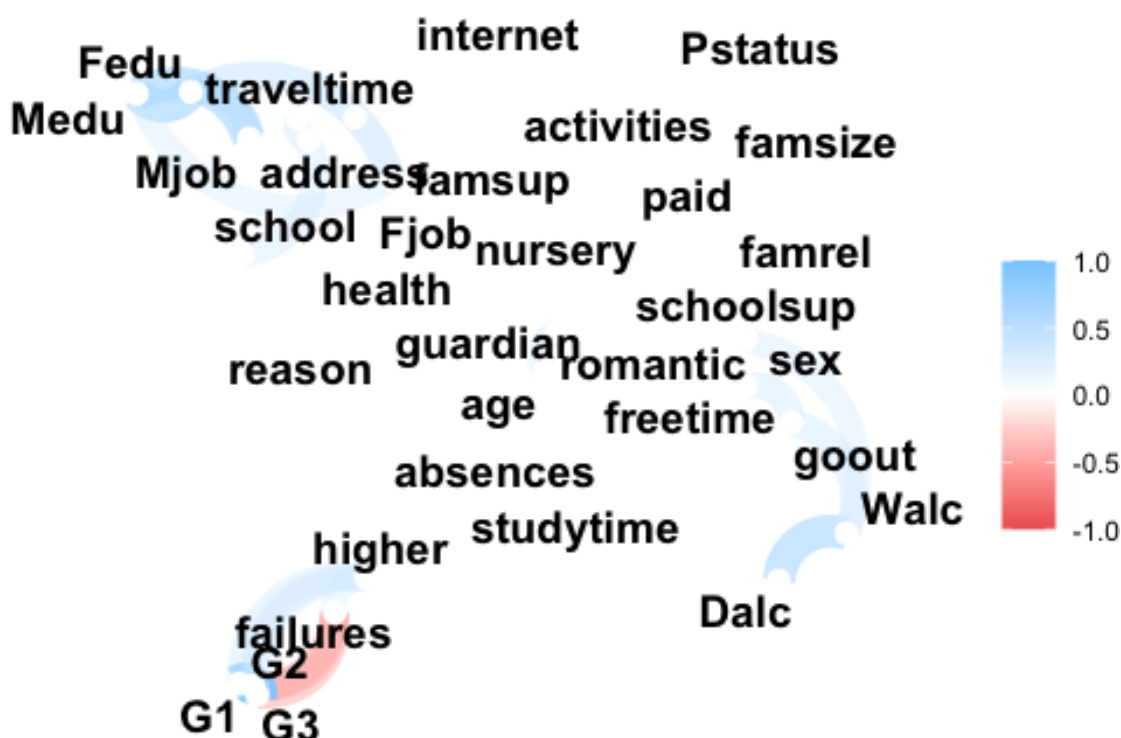 internet
Pstatus
Fedu
traveltime
Medu
activities
famsize
Mjob address famsup
paid
school
Fjob
nursery
famrel
health
schoolsup
guardian
reason
romantic
sex
age
freetime
goout
absences
Walc
studytime
higher
Dalc
failures
G2
G1
G3
1.0
0.5
0.0
-0.5
-1.0